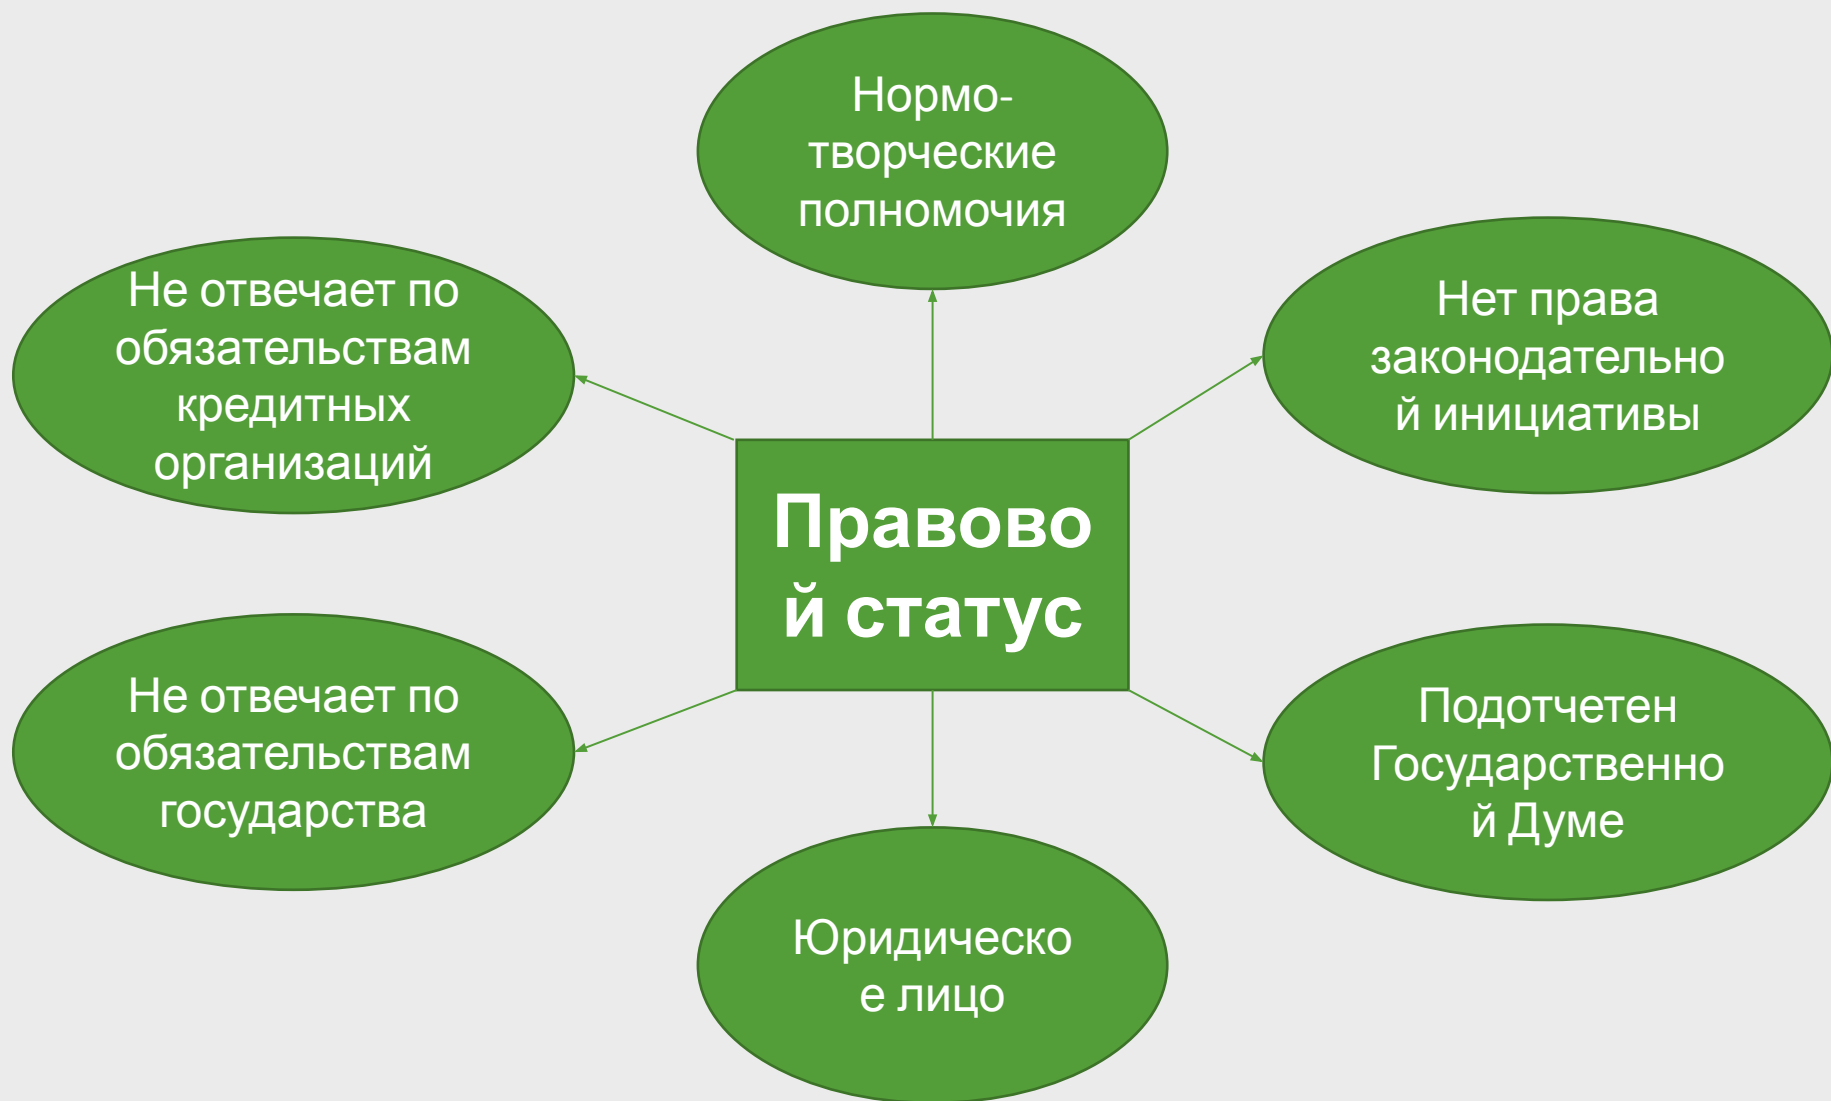 Нормо-
творческие
полномочия
Не отвечает по
обязательствам
кредитных
организаций
Нет права
законодательно
й инициативы
Правово
й статус
Не отвечает по
обязательствам
государства
Подотчетен
Государственно
й Думе
Юридическо
е лицо